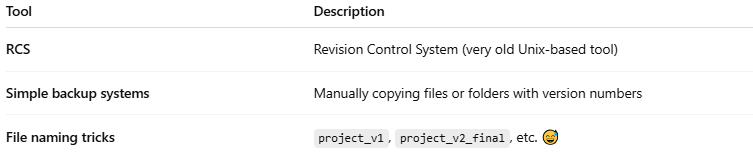 Tool Description
RCS Revision Control System (very old Unix-based tool)
Simple backup systems Manually copying files or folders with version numbers
File naming tricks project_v1, project_v2_final, etc. 😅